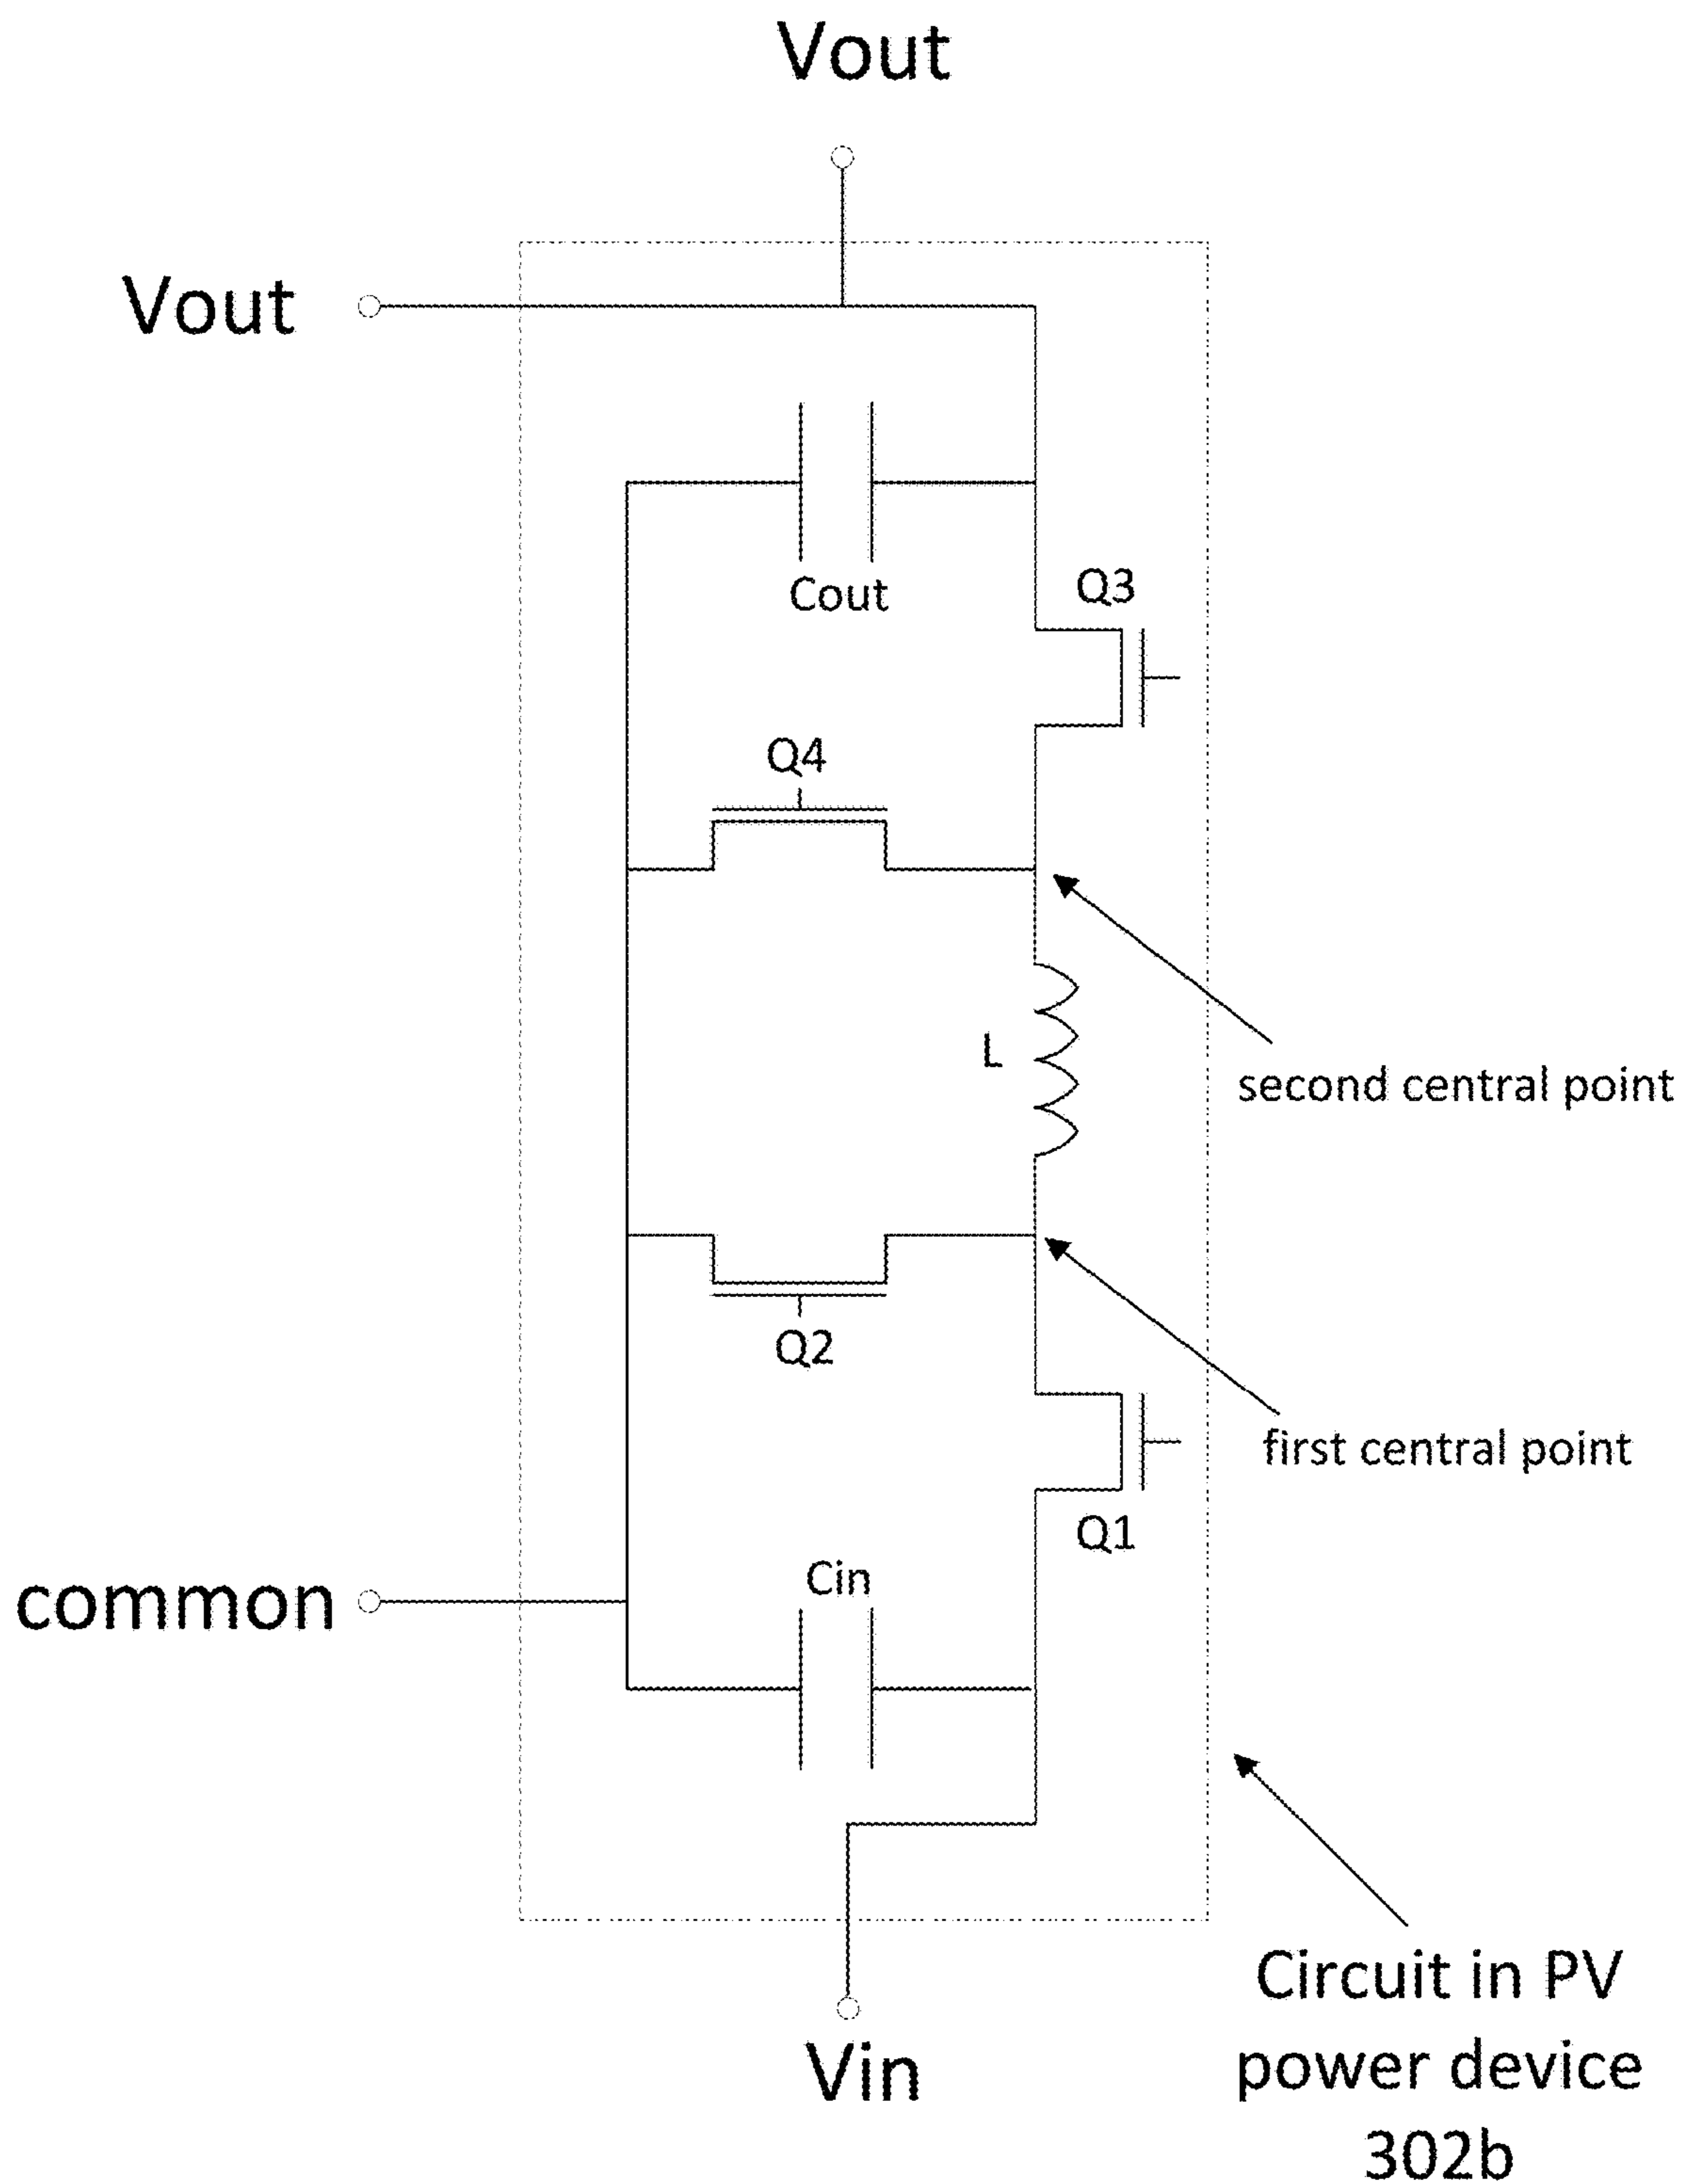 Vout
Vout
Cout
Q3
Q4
L
second central point
Q2
first central point
Q1
Cin
common
Circuit in PV
power device
302b
Vin